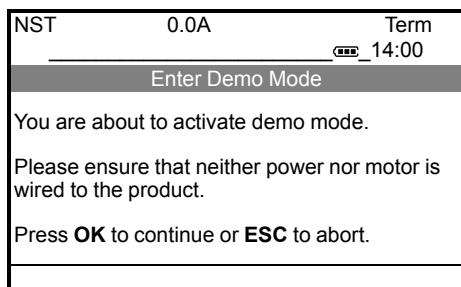 NST 0.0A Term
14:00
Enter Demo Mode
You are about to activate demo mode.
Please ensure that neither power nor motor is
wired to the product.
Press OK to continue or ESC to abort.